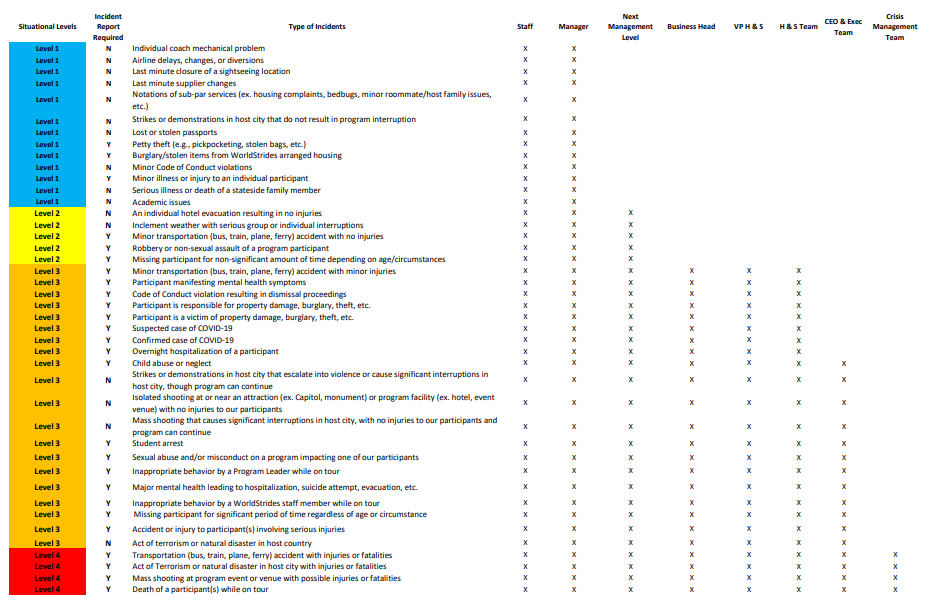 Situational Levels Incident Report Required Type of Incidents Staff Manager Next Management Level Business Head VP H & S H & S Team CEO & Exec Team Crisis Management Team
Level 1 N Individual coach mechanical problem X X
Level 1 N Airline delays, changes, or diversions X X
Level 1 N Last minute closure of a sightseeing location X X
Level 1 N Last minute supplier changes X X
Level 1 N Notations of sub-par services (ex. housing complaints, bedbugs, minor roommate/host family issues, etc.) X X
Level 1 N Strikes or demonstrations in host city that do not result in program interruption X X
Level 1 N Lost or stolen passports X X
Level 1 Y Petty theft (e.g., pickpocketing, stolen bags, etc.) X X
Level 1 Y Burglary/stolen items from WorldStrides arranged housing X X
Level 1 N Minor Code of Conduct violations X X
Level 1 Y Minor illness or injury to an individual participant X X
Level 1 N Serious illness or death of a stateside family member X X
Level 1 N Academic issues X X
Level 2 N An individual hotel evacuation resulting in no injuries X X X
Level 2 N Inclement weather with serious group or individual interruptions X X X
Level 2 Y Minor transportation (bus, train, plane, ferry) accident with no injuries X X X
Level 2 Y Robbery or non-sexual assault of a program participant X X X
Level 2 Y Missing participant for non-significant amount of time depending on age/circumstances X X X
Level 3 Y Minor transportation (bus, train, plane, ferry) accident with minor injuries X X X X X X
Level 3 Y Participant manifesting mental health symptoms X X X X X X
Level 3 Y Code of Conduct violation resulting in dismissal proceedings X X X X X X
Level 3 Y Participant is responsible for property damage, burglary, theft, etc. X X X X X X
Level 3 Y Participant is a victim of property damage, burglary, theft, etc. X X X X X X
Level 3 Y Suspected case of COVID-19 X X X X X X
Level 3 Y Confirmed case of COVID-19 X X X X X X
Level 3 Y Overnight hospitalization of a participant X X X X X X
Level 3 Y Child abuse or neglect X X X X X X X
Level 3 N Strikes or demonstrations in host city that escalate into violence or cause significant interruptions in host city, though program can continue X X X X X X X
Level 3 N Isolated shooting at or near an attraction (ex. Capitol, monument) or program facility (ex. hotel, event venue) with no injuries to our participants X X X X X X X
Level 3 N Mass shooting that causes significant interruptions in host city, with no injuries to our participants and program can continue X X X X X X X
Level 3 Y Student arrest X X X X X X X
Level 3 Y Sexual abuse and/or misconduct on a program impacting one of our participants X X X X X X X
Level 3 Y Inappropriate behavior by a Program Leader while on tour X X X X X X X
Level 3 Y Major mental health leading to hospitalization, suicide attempt, evacuation, etc. X X X X X X X
Level 3 Y Inappropriate behavior by a WorldStrides staff member while on tour X X X X X X X
Level 3 Y Missing participant for significant period of time regardless of age or circumstance X X X X X X X
Level 3 Y Accident or injury to participant(s) involving serious injuries X X X X X X X
Level 3 N Act of terrorism or natural disaster in host country X X X X X X X
Level 4 Y Transportation (bus, train, plane, ferry) accident with injuries or fatalities X X X X X X X X
Level 4 Y Act of Terrorism or natural disaster in host city with injuries or fatalities X X X X X X X X
Level 4 Y Mass shooting at program event or venue with possible injuries or fatalities X X X X X X X X
Level 4 Y Death of a participant(s) while on tour X X X X X X X X